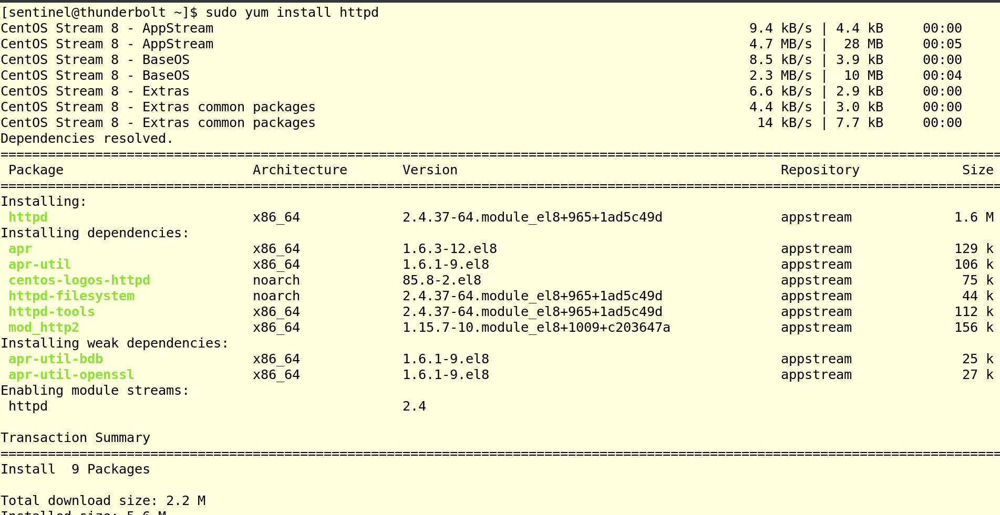 [sentinel@thunderbolt ~]$ sudo yum install httpd
CentOS Stream 8 - AppStream                                                                    9.4 kB/s | 4.4 kB     00:00
CentOS Stream 8 - AppStream                                                                    4.7 MB/s |  28 MB     00:05
CentOS Stream 8 - BaseOS                                                                       8.5 kB/s | 3.9 kB     00:00
CentOS Stream 8 - BaseOS                                                                       2.3 MB/s |  10 MB     00:04
CentOS Stream 8 - Extras                                                                       6.6 kB/s | 2.9 kB     00:00
CentOS Stream 8 - Extras common packages                                                       4.4 kB/s | 3.0 kB     00:00
CentOS Stream 8 - Extras common packages                                                        14 kB/s | 7.7 kB     00:00
Dependencies resolved.
===============================================================================================================================
 Package                        Architecture       Version                                         Repository             Size
===============================================================================================================================
Installing:
 httpd                          x86_64             2.4.37-64.module_el8+965+1ad5c49d               appstream             1.6 M
Installing dependencies:
 apr                            x86_64             1.6.3-12.el8                                    appstream             129 k
 apr-util                       x86_64             1.6.1-9.el8                                     appstream             106 k
 centos-logos-httpd             noarch             85.8-2.el8                                      appstream              75 k
 httpd-filesystem               noarch             2.4.37-64.module_el8+965+1ad5c49d               appstream              44 k
 httpd-tools                    x86_64             2.4.37-64.module_el8+965+1ad5c49d               appstream             112 k
 mod_http2                      x86_64             1.15.7-10.module_el8+1009+c203647a              appstream             156 k
Installing weak dependencies:
 apr-util-bdb                   x86_64             1.6.1-9.el8                                     appstream              25 k
 apr-util-openssl               x86_64             1.6.1-9.el8                                     appstream              27 k
Enabling module streams:
 httpd                                             2.4

Transaction Summary
===============================================================================================================================
Install  9 Packages

Total download size: 2.2 M
Installed size: 5.6 M